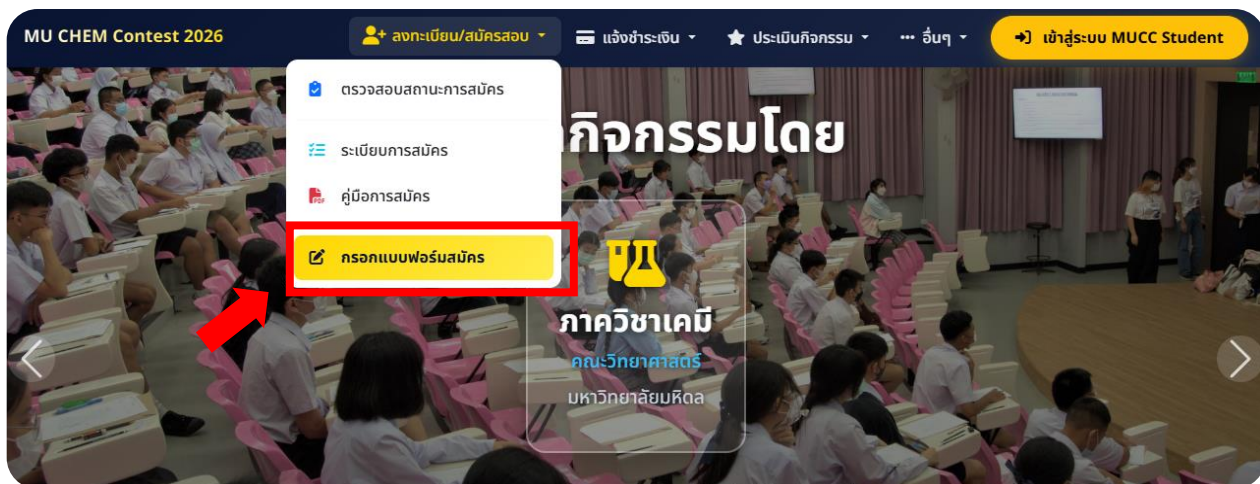 MU CHEM Contest 2026
ลงทะเบียน/สมัครสอบ
แจ้งชำระเงิน
ประเมินกิจกรรม
อื่นๆ
เข้าสู่ระบบ MUCC Student
ตรวจสอบสถานะการสมัคร
ระเบียบการสมัคร
คู่มือการสมัคร
กรอกแบบฟอร์มสมัคร
กิจกรรมโดย
ภาควิชาเคมี
คณะวิทยาศาสตร์
มหาวิทยาลัยมหิดล